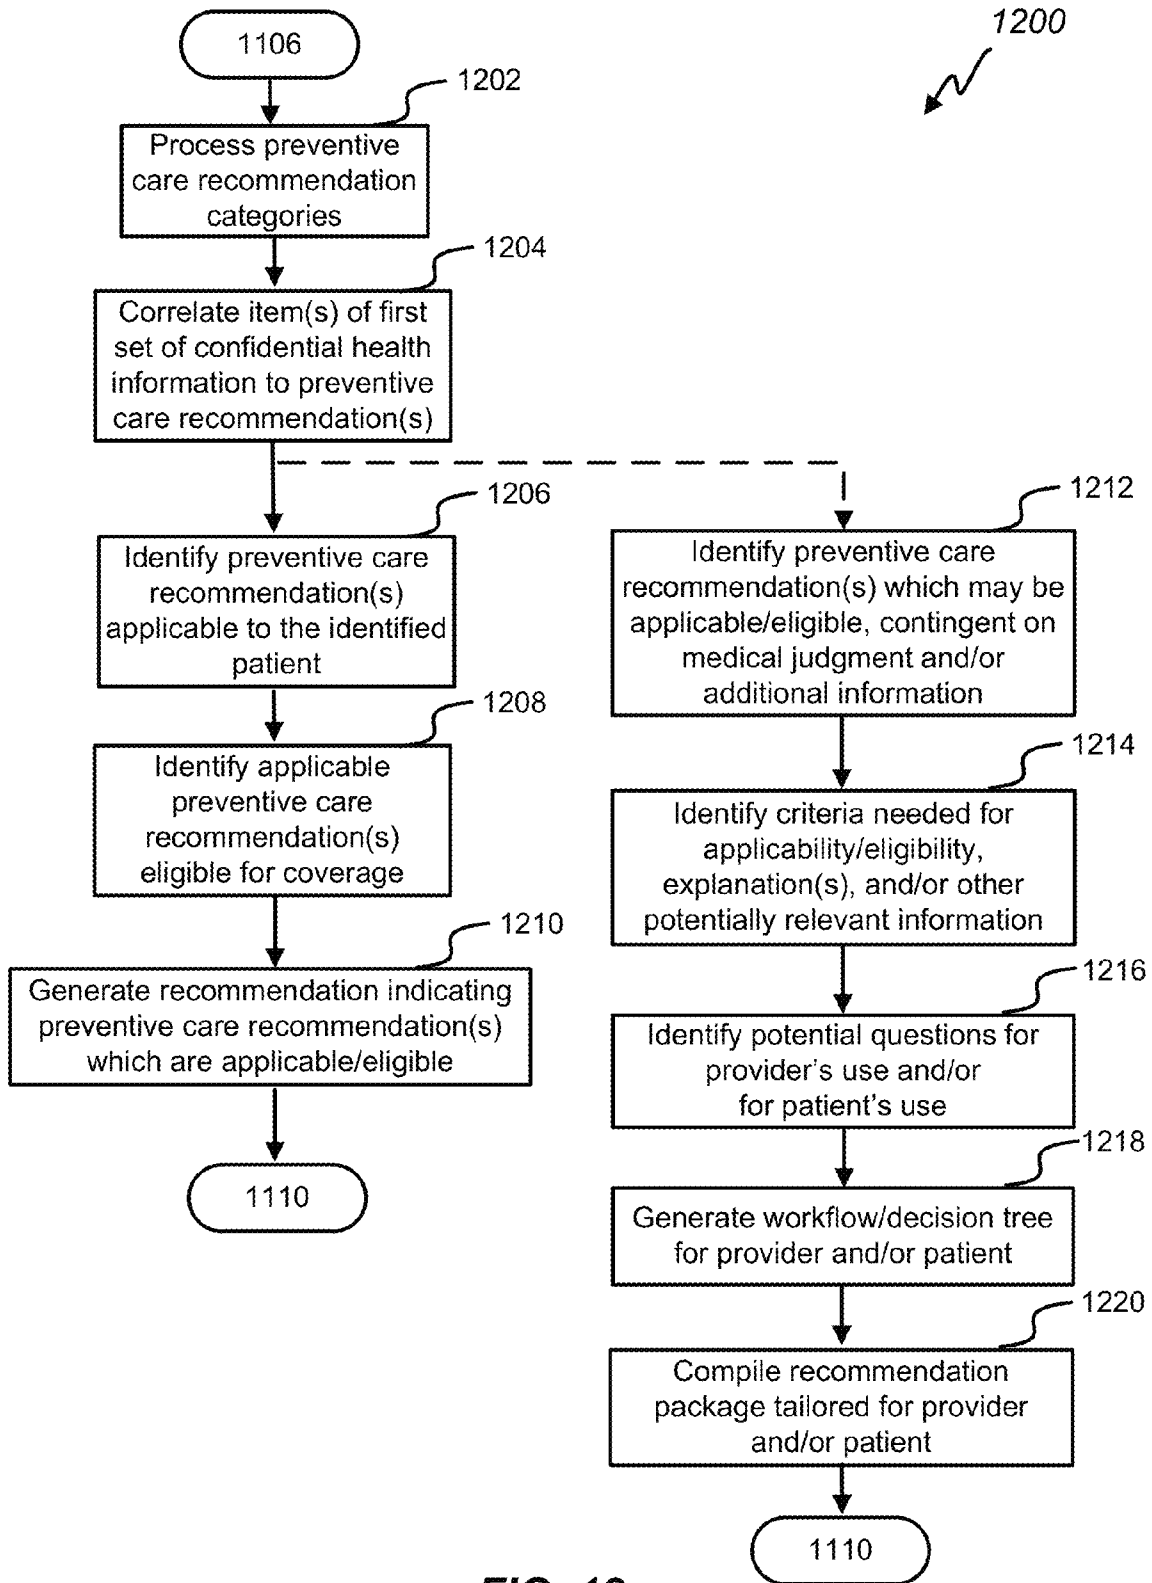 1200
1106
1202
Process preventive
care recommendation
categories
1204
Correlate item(s) of first
set of confidential health
information to preventive
care recommendation(s)
1206
Identify preventive care
recommendation(s)
applicable to the identified
patient
1208
Identify applicable
preventive care
recommendation(s)
eligible for coverage
1210
Generate recommendation indicating
preventive care recommendation(s)
which are applicable/eligible
1110
1212
Identify preventive care
recommendation(s) which may be
applicable/eligible, contingent on
medical judgment and/or
additional information
1214
Identify criteria needed for
applicability/eligibility,
explanation(s), and/or other
potentially relevant information
1216
Identify potential questions for
provider's use and/or
for patient's use
1218
Generate workflow/decision tree
for provider and/or patient
1220
Compile recommendation
package tailored for provider
and/or patient
1110